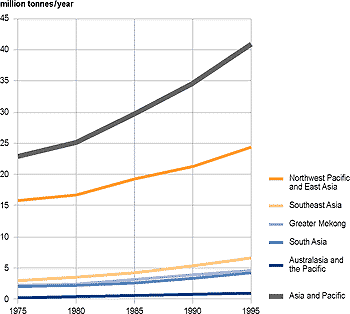 million tonnes/year
45
40
35
30
25
20
15
10
5
0
1975 1980 1985 1990 1995
Northwest Pacific
and East Asia
Southeast Asia
Greater Mekong
South Asia
Australasia and
the Pacific
Asia and Pacific